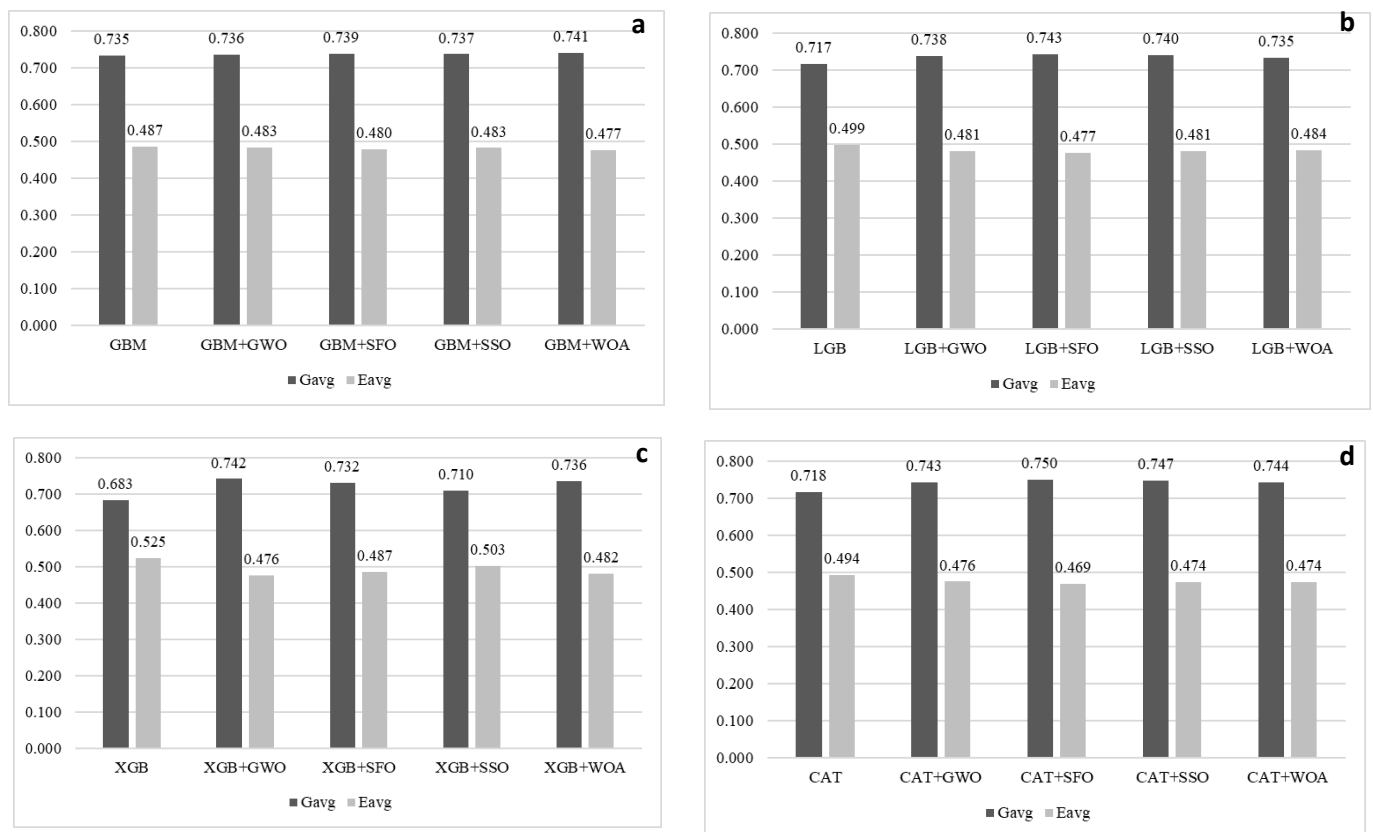 a
0.800
0.700
0.600
0.500
0.400
0.300
0.200
0.100
0.000
0.735 0.736 0.739 0.737 0.741
0.487 0.483 0.480 0.483 0.477
GBM GBM+GWO GBM+SFO GBM+SSO GBM+WOA
Gavg Eavg
b
0.800
0.700
0.600
0.500
0.400
0.300
0.200
0.100
0.000
0.717 0.738 0.743 0.740 0.735
0.499 0.481 0.477 0.481 0.484
LGB LGB+GWO LGB+SFO LGB+SSO LGB+WOA
Gavg Eavg
c
0.800
0.700
0.600
0.500
0.400
0.300
0.200
0.100
0.000
0.683 0.742 0.732 0.710 0.736
0.525 0.476 0.487 0.503 0.482
XGB XGB+GWO XGB+SFO XGB+SSO XGB+WOA
Gavg Eavg
d
0.800
0.700
0.600
0.500
0.400
0.300
0.200
0.100
0.000
0.718 0.743 0.750 0.747 0.744
0.494 0.476 0.469 0.474 0.474
CAT CAT+GWO CAT+SFO CAT+SSO CAT+WOA
Gavg Eavg